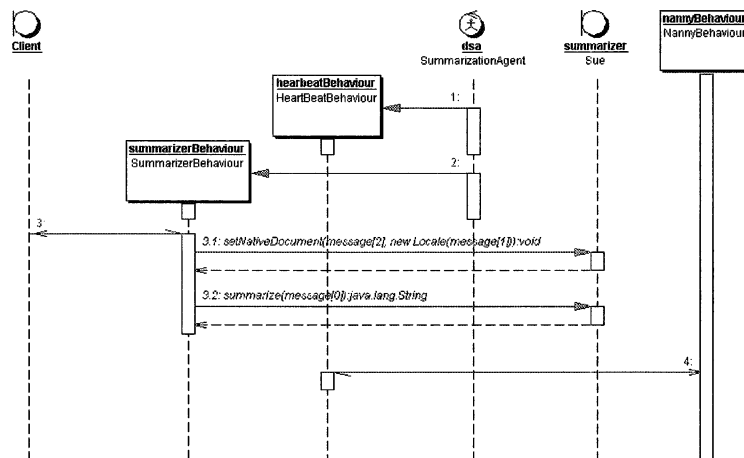 Client
dsa
SummarizationAgent
summarizer
Sue
nannyBehaviour
NannyBehaviour
hearbeatBehaviour
HeartBeatBehaviour
1:
summarizerBehaviour
SummarizerBehaviour
2:
3:
3.1: setNativeDocument(message[2], new Locale(message[1])):void
3.2: summarize(message[0]):java.lang.String
4: